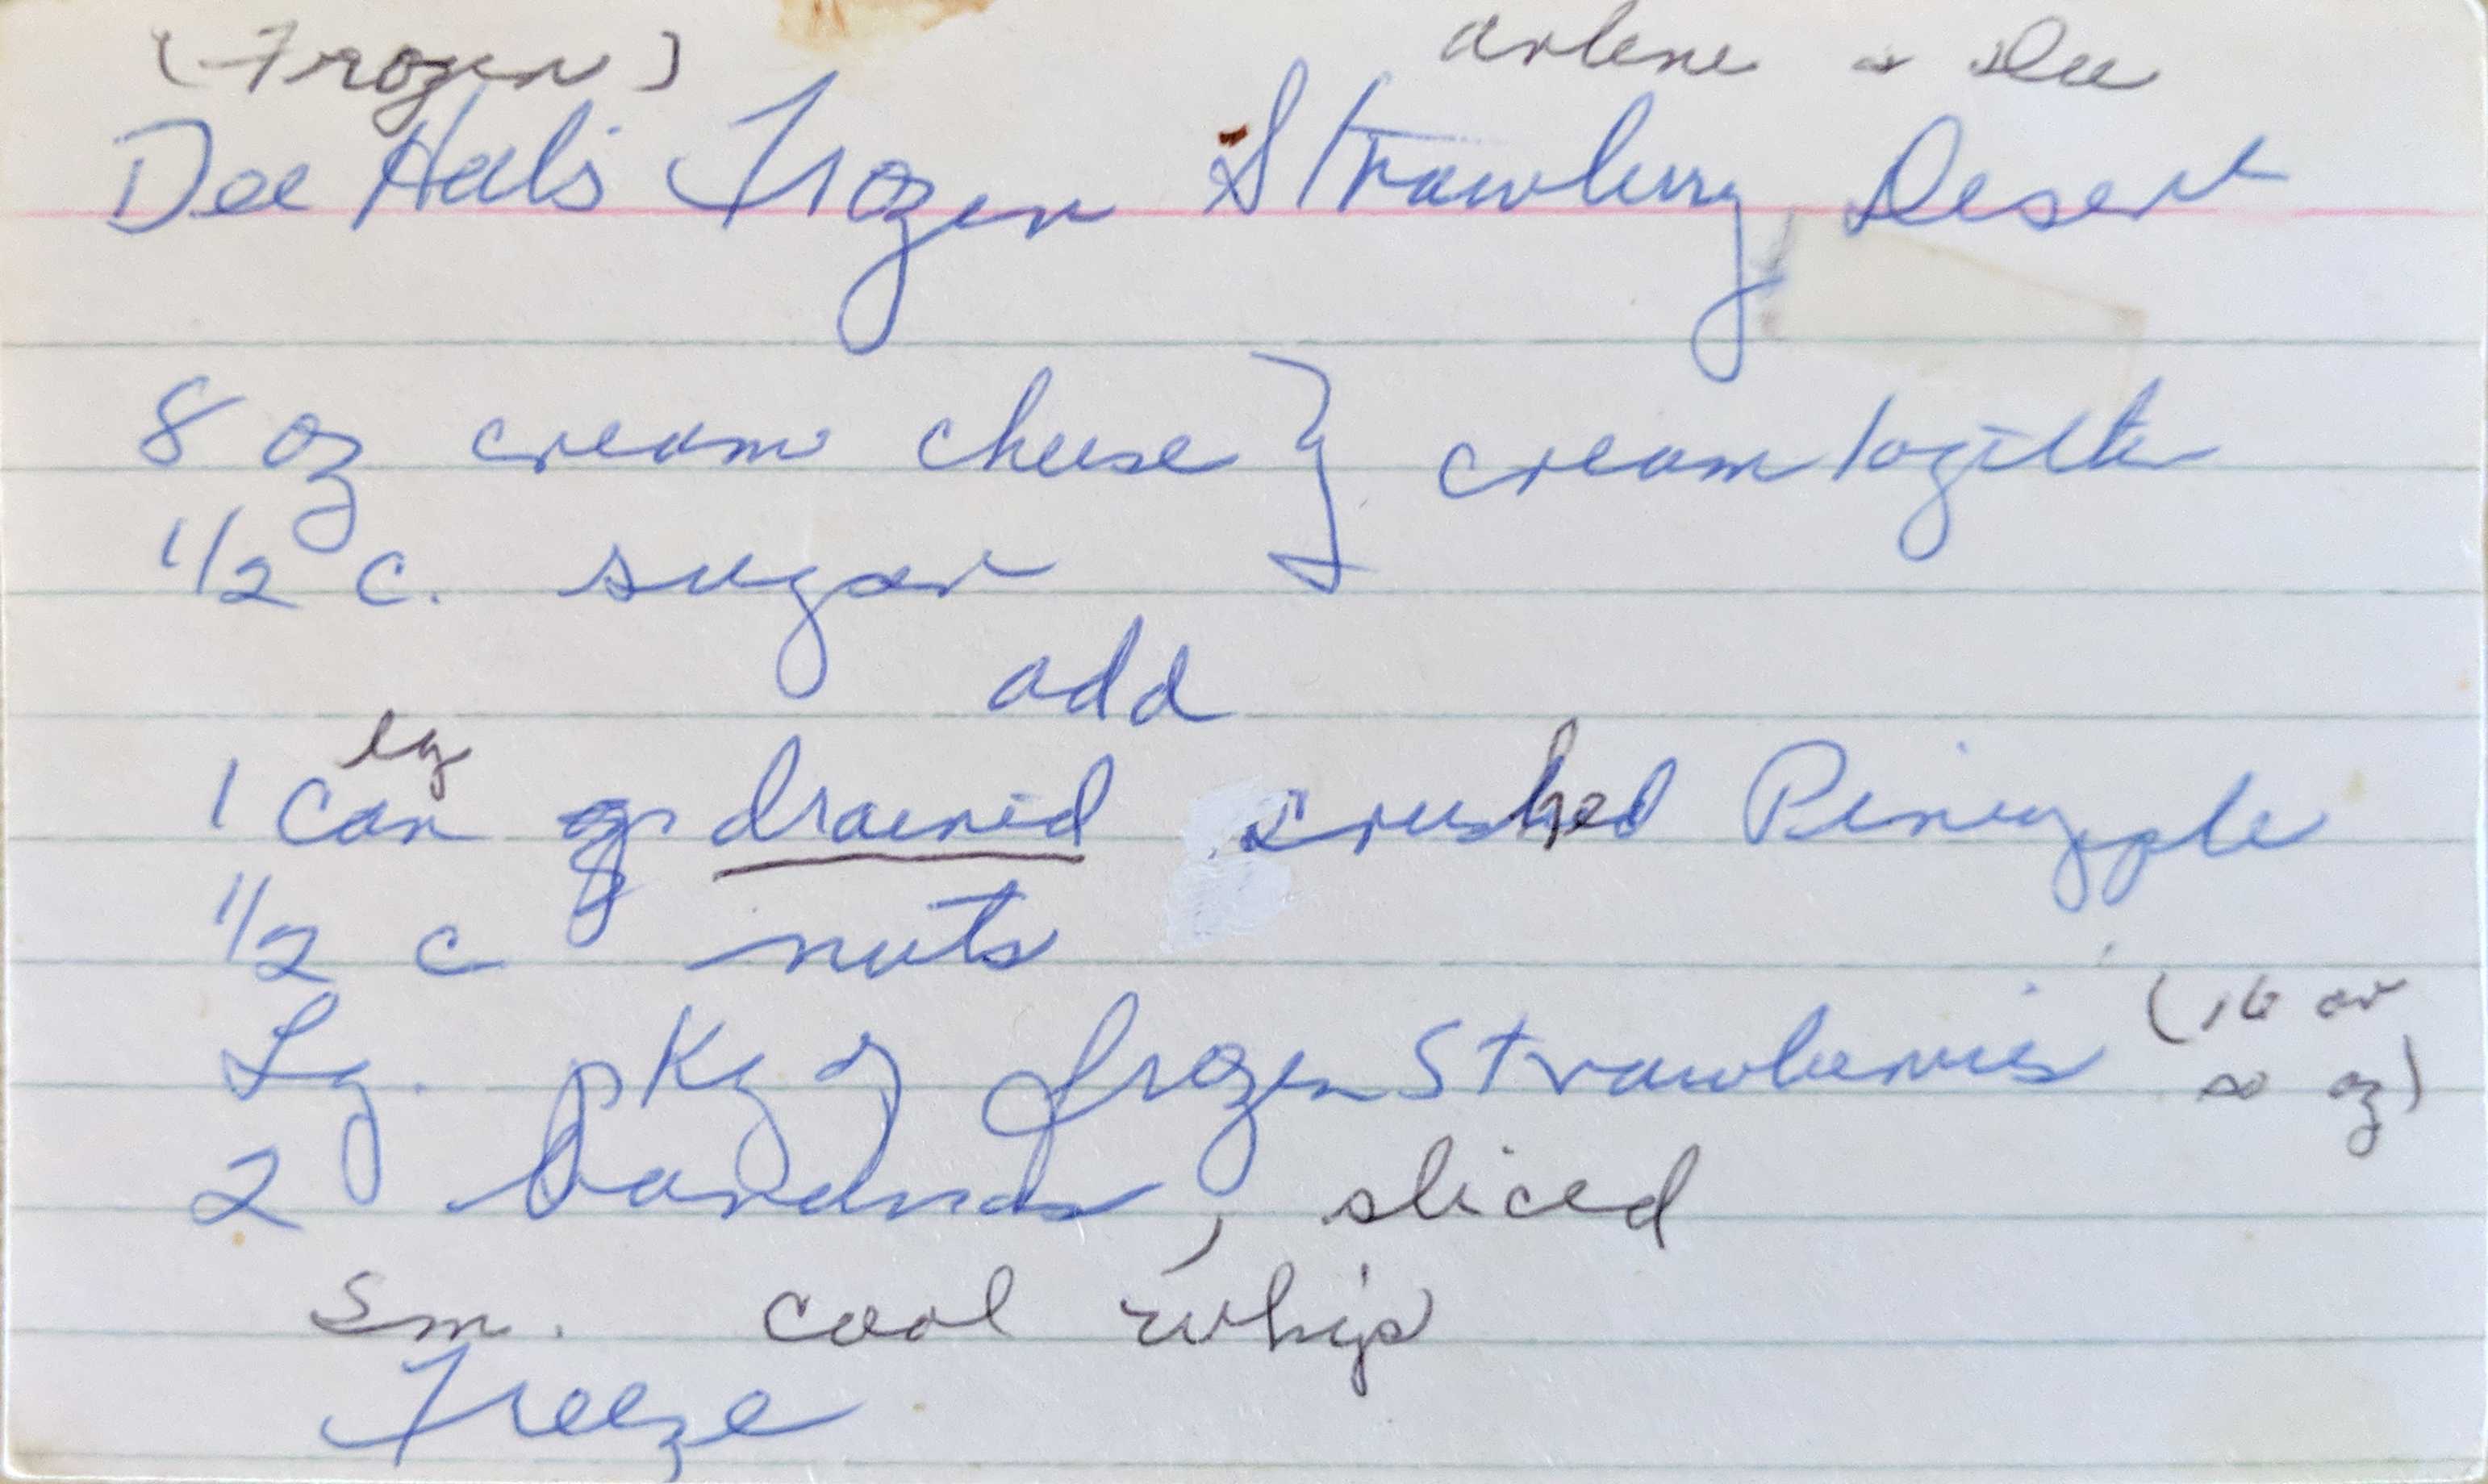 (Frozen) Arlene & Dee
Dee Hal's Frozen Strawberry Desert
8 oz cream cheese } cream together
1/2 c. sugar
add
lg
1 can of drained crushed Pineapple
1/2 c nuts
Lg. pkg of frozen Strawberries (16 or
so oz)
2 bananas, sliced
Sm. cool whip
Freeze